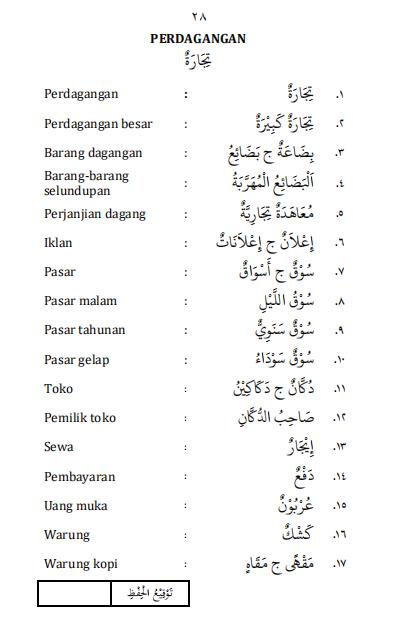 ٢٨
PERDAGANGAN
تِجَارَةٌ
Perdagangan : تِجَارَةٌ .١
Perdagangan besar : تِجَارَةٌ كَبِيْرَةٌ .٢
Barang dagangan : بِضَاعَةٌ ج بَضَائِعُ .٣
Barang-barang
selundupan : اَلْبَضَائِعُ الْمُهَرَّبَةُ .٤
Perjanjian dagang : مُعَاهَدَةٌ تِجَارِيَّةٌ .٥
Iklan : إِعْلَانٌ ج إِعْلَانَاتٌ .٦
Pasar : سُوْقٌ ج أَسْوَاقٌ .٧
Pasar malam : سُوْقُ اللَّيْلِ .٨
Pasar tahunan : سُوْقٌ سَنَوِيٌّ .٩
Pasar gelap : سُوْقٌ سَوْدَاءُ .١٠
Toko : دُكَّانٌ ج دَكَاكِيْنُ .١١
Pemilik toko : صَاحِبُ الدُّكَّانِ .١٢
Sewa : إِيْجَارٌ .١٣
Pembayaran : دَفْعٌ .١٤
Uang muka : عُرْبُوْنٌ .١٥
Warung : كَشْكٌ .١٦
Warung kopi : مَقْهًى ج مَقَاهٍ .١٧
تَوْقِيْعُ الْحِفْظِ